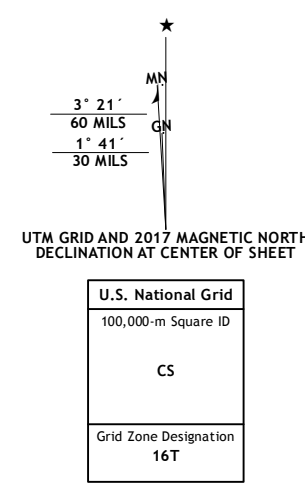 ★
MN
3° 21´
60 MILS
GN
1° 41´
30 MILS
UTM GRID AND 2017 MAGNETIC NORTH
DECLINATION AT CENTER OF SHEET
U.S. National Grid
100,000-m Square ID
CS
Grid Zone Designation
16T